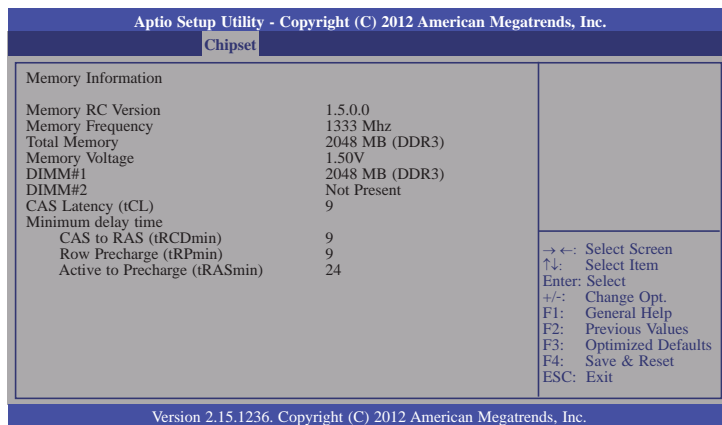 Aptio Setup Utility - Copyright (C) 2012 American Megatrends, Inc.
Chipset
Memory Information
Memory RC Version 1.5.0.0
Memory Frequency 1333 Mhz
Total Memory 2048 MB (DDR3)
Memory Voltage 1.50V
DIMM#1 2048 MB (DDR3)
DIMM#2 Not Present
CAS Latency (tCL) 9
Minimum delay time
CAS to RAS (tRCDmin) 9
Row Precharge (tRPmin) 9
Active to Precharge (tRASmin) 24
→←: Select Screen
↑↓: Select Item
Enter: Select
+/-: Change Opt.
F1: General Help
F2: Previous Values
F3: Optimized Defaults
F4: Save & Reset
ESC: Exit
Version 2.15.1236. Copyright (C) 2012 American Megatrends, Inc.